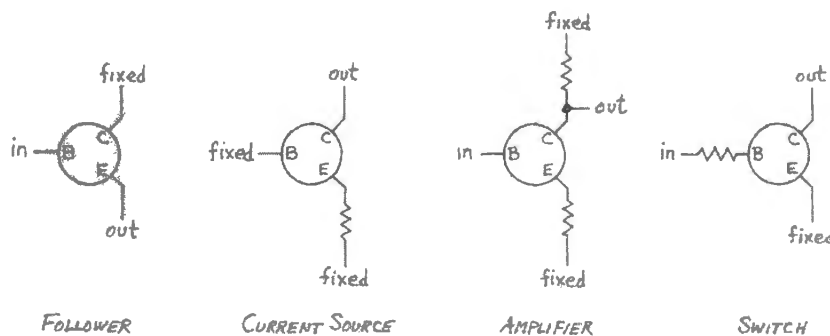 fixed
in B C E
out
FOLLOWER
out
fixed B C E
fixed
CURRENT SOURCE
fixed
out
in B C E
fixed
AMPLIFIER
out
in B C E
fixed
SWITCH